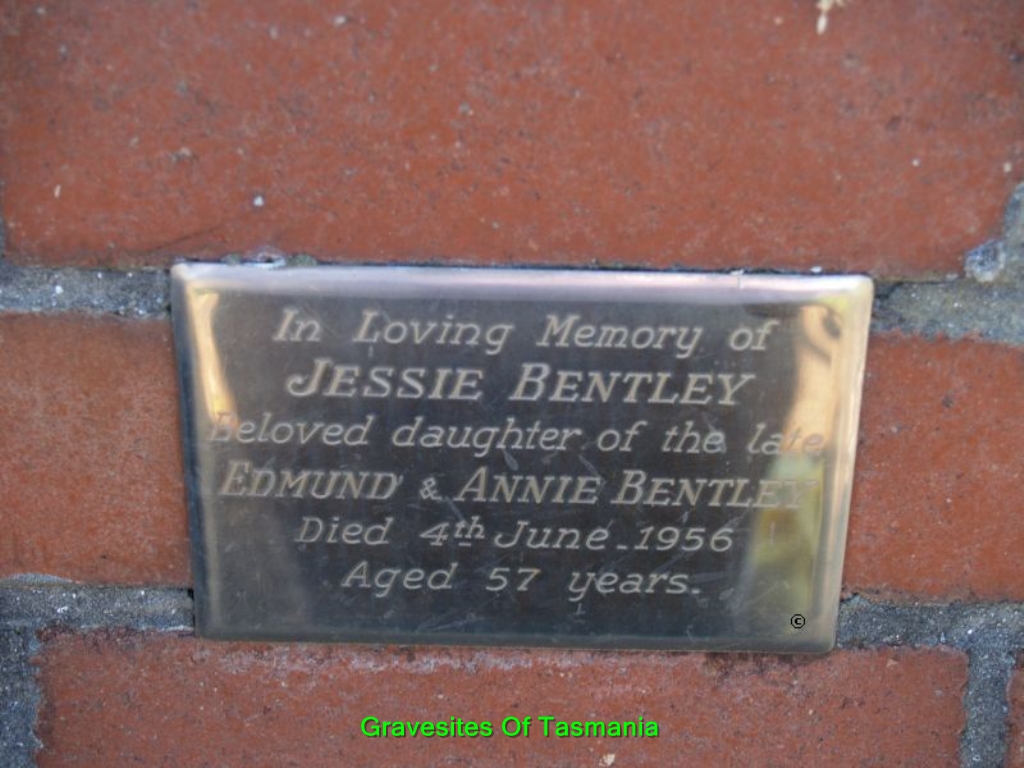 In Loving Memory of
JESSIE BENTLEY
Beloved daughter of the late
EDMUND & ANNIE BENTLEY
Died 4th June 1956
Aged 57 years.
©
Gravesites Of Tasmania